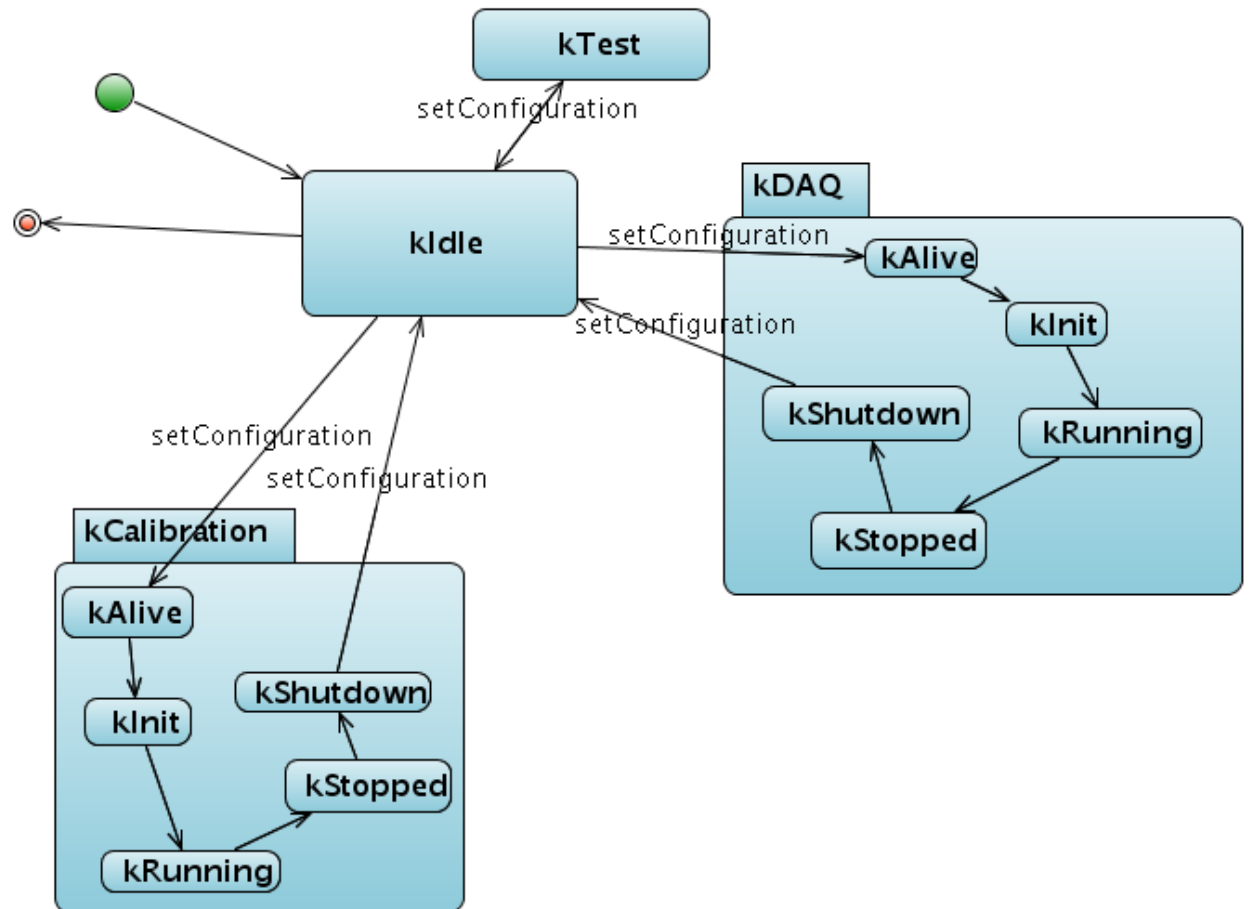 kTest
setConfiguration
kDAQ
kIdle
setConfiguration
kAlive
kInit
setConfiguration
kShutdown
kRunning
setConfiguration
setConfiguration
kStopped
kCalibration
kAlive
kShutdown
kInit
kStopped
kRunning